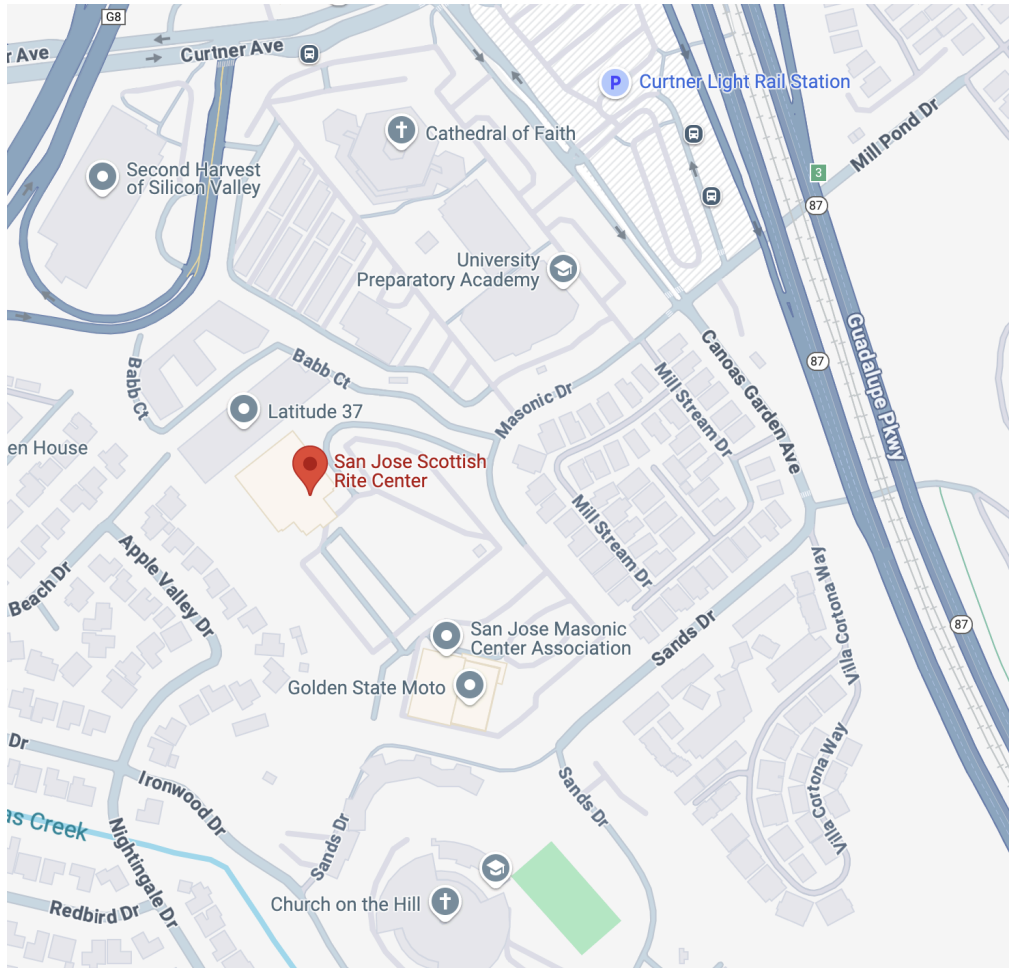 G8
r Ave
Curtner Ave
P
Curtner Light Rail Station
Mill Pond Dr
Cathedral of Faith
Second Harvest
of Silicon Valley
3
87
University
Preparatory Academy
87
Guadalupe Pkwy
Canoas Garden Ave
Babb Ct
Babb Ct
Masonic Dr
Mill Stream Dr
Latitude 37
en House
San Jose Scottish
Rite Center
Mill Stream Dr
Apple Valley Dr
Beach Dr
Villa Cortona Way
87
San Jose Masonic
Center Association
Sands Dr
Golden State Moto
Dr
Ironwood Dr
Sands Dr
Villa Cortona Way
as Creek
Nightingale Dr
Sands Dr
Church on the Hill
Redbird Dr